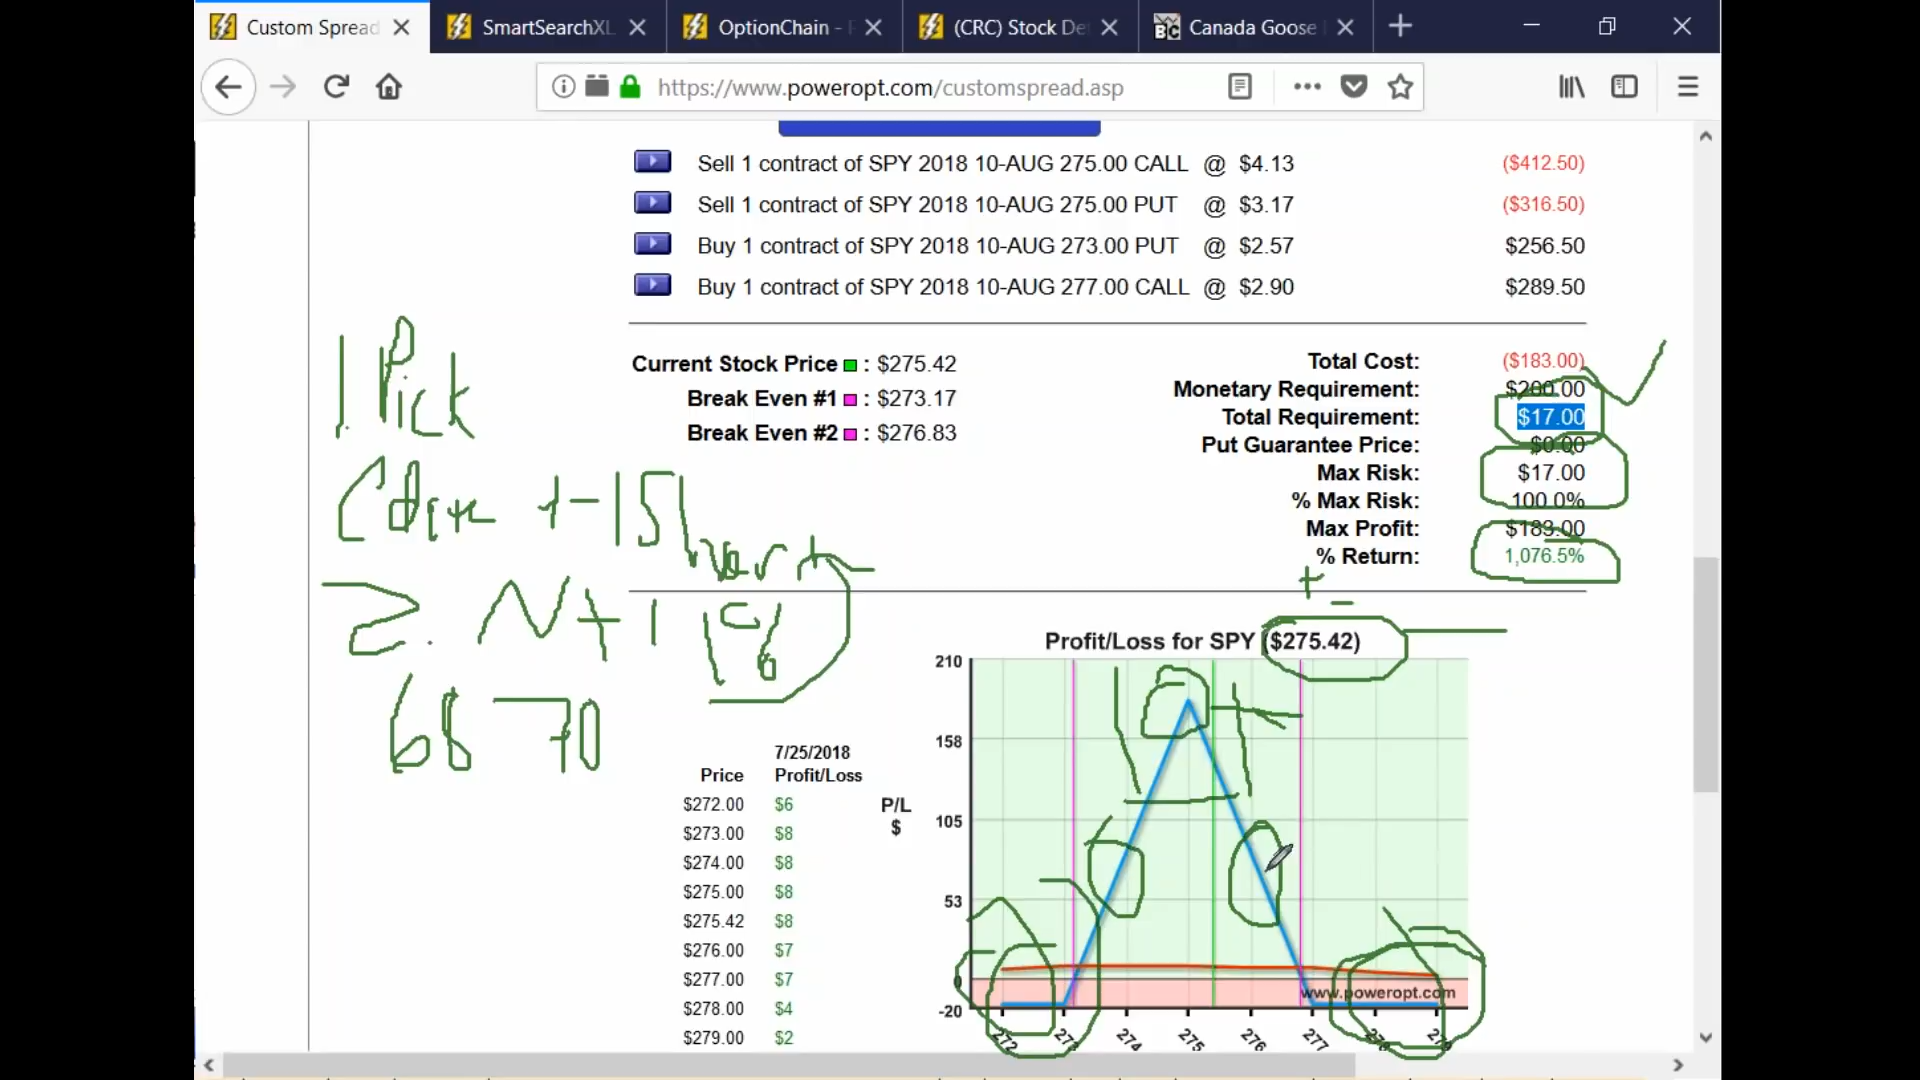 Custom Spread
SmartSearchXL
OptionChain -
(CRC) Stock De
Canada Goose
https://www.poweropt.com/customspread.asp
Sell 1 contract of SPY 2018 10-AUG 275.00 CALL @ $4.13 ($412.50)
Sell 1 contract of SPY 2018 10-AUG 275.00 PUT @ $3.17 ($316.50)
Buy 1 contract of SPY 2018 10-AUG 273.00 PUT @ $2.57 $256.50
Buy 1 contract of SPY 2018 10-AUG 277.00 CALL @ $2.90 $289.50
Current Stock Price : $275.42
Break Even #1 : $273.17
Break Even #2 : $276.83
Total Cost: ($183.00)
Monetary Requirement: $200.00
Total Requirement: $17.00
Put Guarantee Price: $0.00
Max Risk: $17.00
% Max Risk: 100.0%
Max Profit: $183.00
% Return: 1,076.5%
1. Pick
+-1 Short
2. N+1
68 70
+
-
Profit/Loss for SPY ($275.42)
210
158
105
53
0
-20
P/L
$
272 273 274 275 276 277 278 279
www.poweropt.com
7/25/2018
Price Profit/Loss
$272.00 $6
$273.00 $8
$274.00 $8
$275.00 $8
$275.42 $8
$276.00 $7
$277.00 $7
$278.00 $4
$279.00 $2